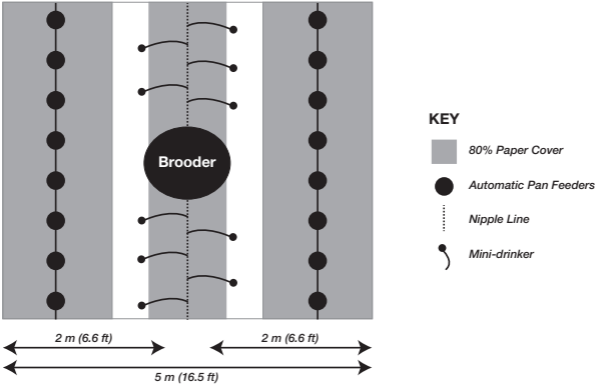 Brooder
KEY
80% Paper Cover
Automatic Pan Feeders
Nipple Line
Mini-drinker
2 m (6.6 ft)
2 m (6.6 ft)
5 m (16.5 ft)